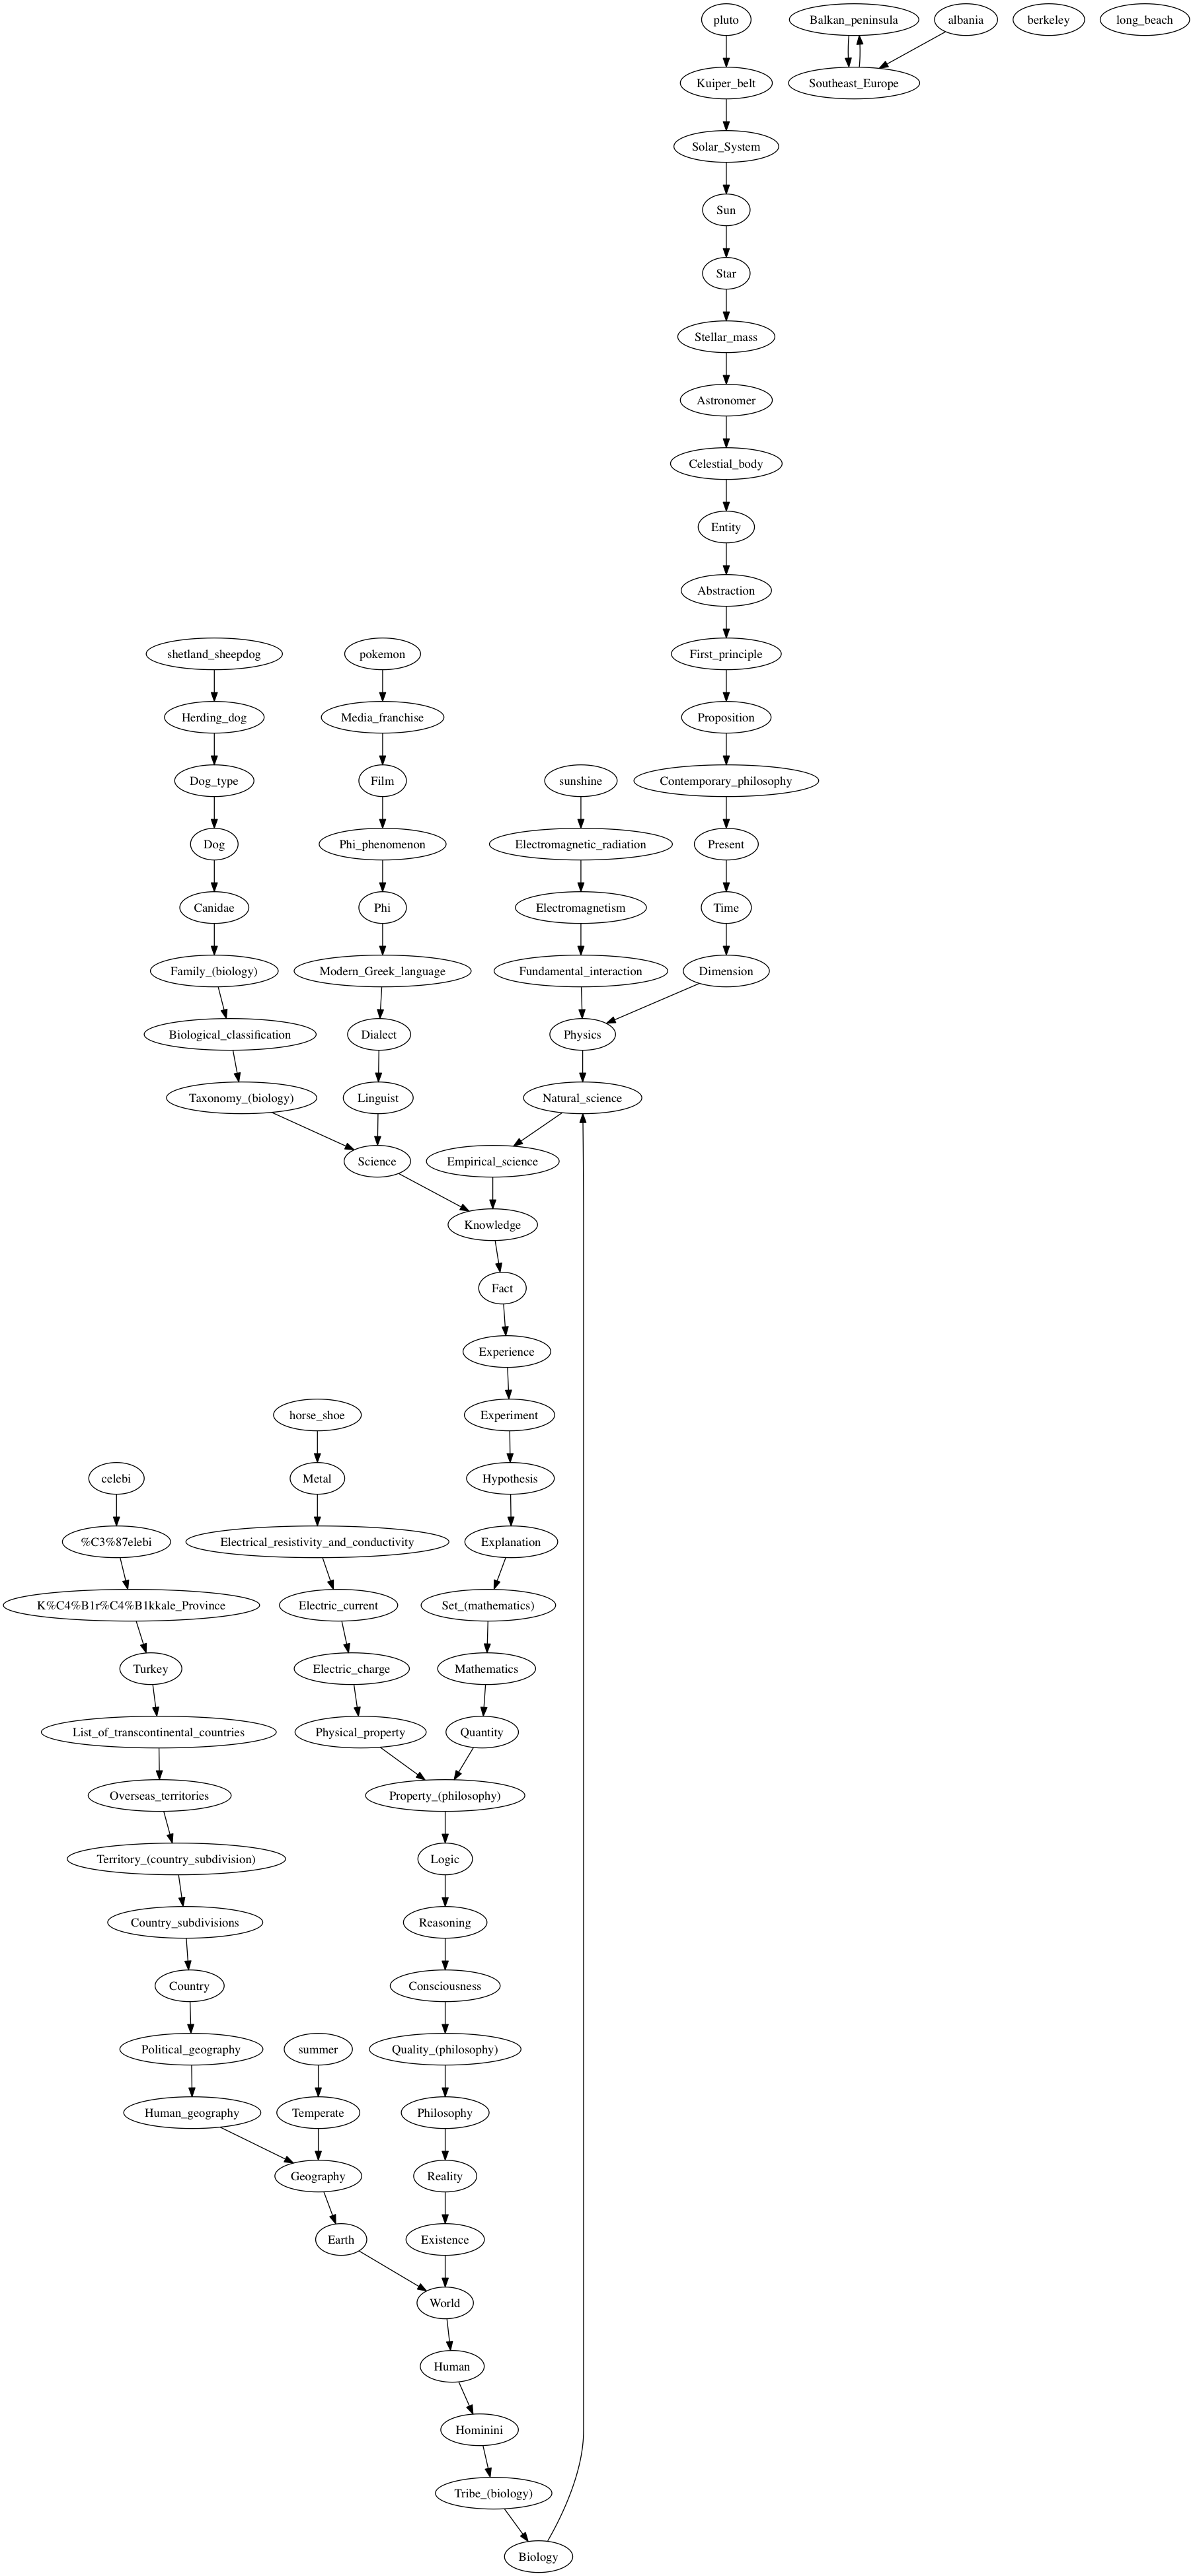 pluto
Balkan_peninsula
albania
berkeley
long_beach
Kuiper_belt
Southeast_Europe
Solar_System
Sun
Star
Stellar_mass
Astronomer
Celestial_body
Entity
Abstraction
shetland_sheepdog
pokemon
First_principle
Herding_dog
Media_franchise
Proposition
Dog_type
Film
sunshine
Contemporary_philosophy
Dog
Phi_phenomenon
Electromagnetic_radiation
Present
Canidae
Phi
Electromagnetism
Time
Family_(biology)
Modern_Greek_language
Fundamental_interaction
Dimension
Biological_classification
Dialect
Physics
Taxonomy_(biology)
Linguist
Natural_science
Science
Empirical_science
Knowledge
Fact
Experience
horse_shoe
Experiment
celebi
Metal
Hypothesis
%C3%87elebi
Electrical_resistivity_and_conductivity
Explanation
K%C4%B1r%C4%B1kkale_Province
Electric_current
Set_(mathematics)
Turkey
Electric_charge
Mathematics
List_of_transcontinental_countries
Physical_property
Quantity
Overseas_territories
Property_(philosophy)
Territory_(country_subdivision)
Logic
Country_subdivisions
Reasoning
Country
Consciousness
Political_geography
summer
Quality_(philosophy)
Human_geography
Temperate
Philosophy
Geography
Reality
Earth
Existence
World
Human
Hominini
Tribe_(biology)
Biology